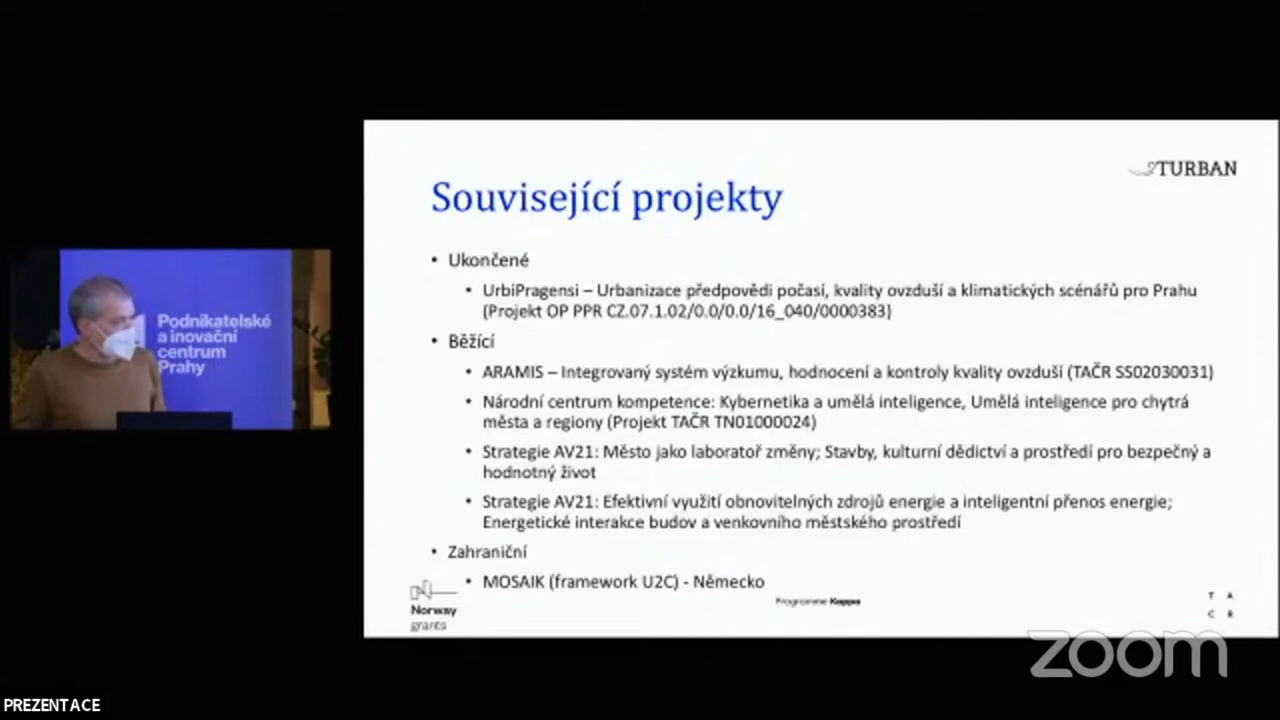 TURBAN
Související projekty
• Ukončené
• UrbiPragensi – Urbanizace předpovědi počasí, kvality ovzduší a klimatických scénářů pro Prahu
(Projekt OP PPR CZ.07.1.02/0.0/0.0/16_040/0000383)
• Běžící
• ARAMIS – Integrovaný systém výzkumu, hodnocení a kontroly kvality ovzduší (TAČR SS02030031)
• Národní centrum kompetence: Kybernetika a umělá inteligence, Umělá inteligence pro chytrá
města a regiony (Projekt TAČR TN01000024)
• Strategie AV21: Město jako laboratoř změny; Stavby, kulturní dědictví a prostředí pro bezpečný a
hodnotný život
• Strategie AV21: Efektivní využití obnovitelných zdrojů energie a inteligentní přenos energie;
Energetické interakce budov a venkovního městského prostředí
• Zahraniční
• MOSAIK (framework U2C) - Německo
Norway
grants
Programme Kappa
T A
C R
Podnikatelské
a inovační
centrum
Prahy
zoom
PREZENTACE